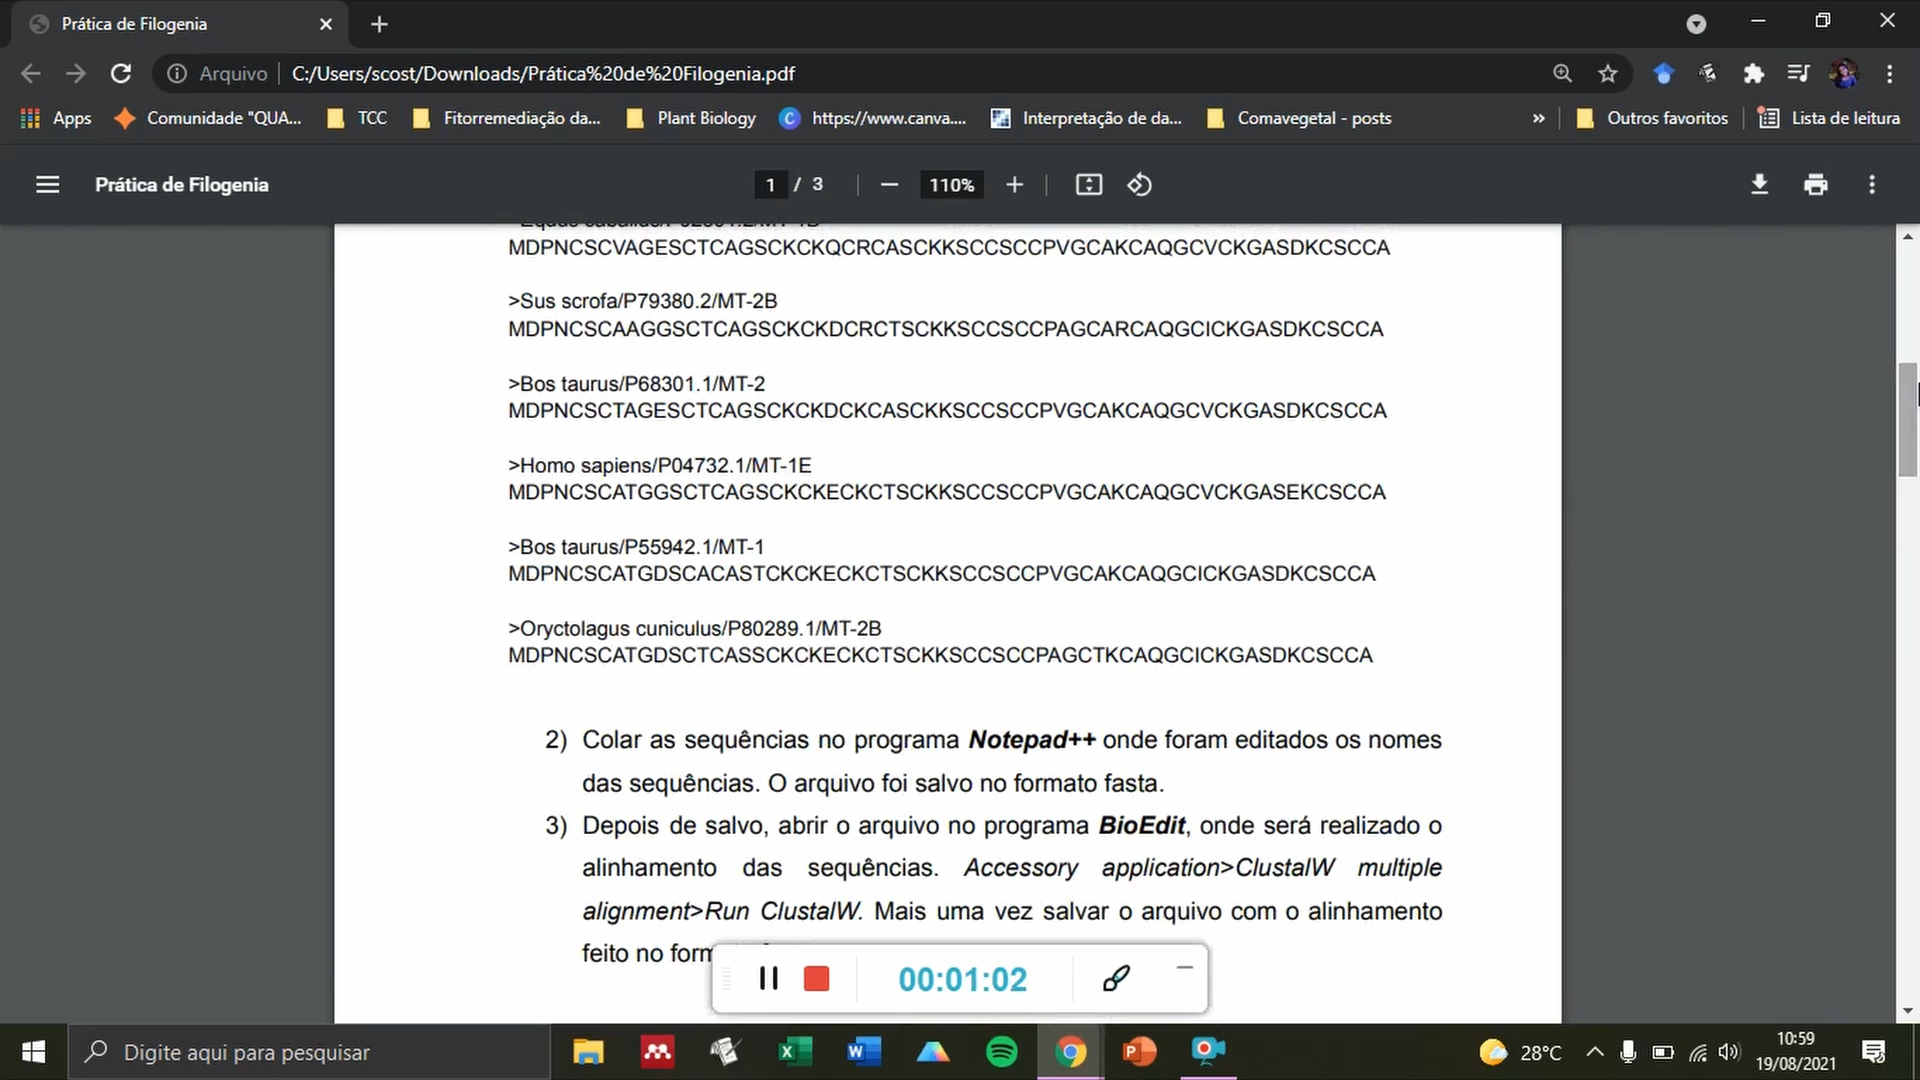 Prática de Filogenia
Arquivo
C:/Users/scost/Downloads/Prática%20de%20Filogenia.pdf
Apps
Comunidade "QUA...
TCC
Fitorremediação da...
Plant Biology
https://www.canva....
Interpretação de da...
Comavegetal - posts
»
Outros favoritos
Lista de leitura
Prática de Filogenia
1 / 3
110%
MDPNCSCVAGESCTCAGSCKCKQCRCASCKKSCCSCCPVGCAKCAQGCVCKGASDKCSCCA
>Sus scrofa/P79380.2/MT-2B
MDPNCSCAAGGSCTCAGSCKCKDCRCTSCKKSCCSCCPAGCARCAQGCICKGASDKCSCCA
>Bos taurus/P68301.1/MT-2
MDPNCSCTAGESCTCAGSCKCKDCKCASCKKSCCSCCPVGCAKCAQGCVCKGASDKCSCCA
>Homo sapiens/P04732.1/MT-1E
MDPNCSCATGGSCTCAGSCKCKECKCTSCKKSCCSCCPVGCAKCAQGCVCKGASEKCSCCA
>Bos taurus/P55942.1/MT-1
MDPNCSCATGDSCACASTCKCKECKCTSCKKSCCSCCPVGCAKCAQGCICKGASDKCSCCA
>Oryctolagus cuniculus/P80289.1/MT-2B
MDPNCSCATGDSCTCASSCKCKECKCTSCKKSCCSCCPAGCTKCAQGCICKGASDKCSCCA
2) Colar as sequências no programa Notepad++ onde foram editados os nomes
das sequências. O arquivo foi salvo no formato fasta.
3) Depois de salvo, abrir o arquivo no programa BioEdit, onde será realizado o
alinhamento das sequências. Accessory application>ClustalW multiple
alignment>Run ClustalW. Mais uma vez salvar o arquivo com o alinhamento
feito no
00:01:02
Digite aqui para pesquisar
28°C
10:59
19/08/2021